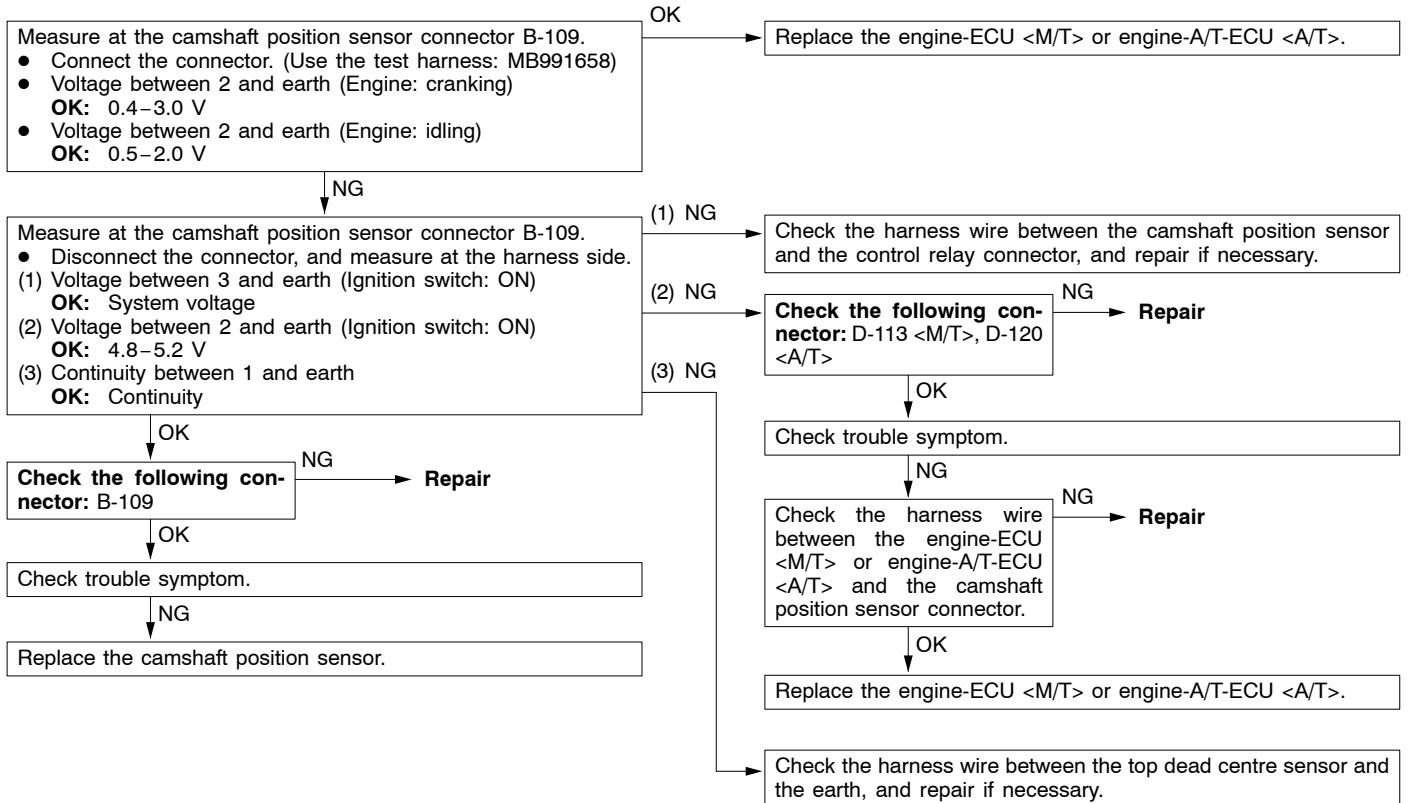 OK
Measure at the camshaft position sensor connector B-109.
● Connect the connector. (Use the test harness: MB991658)
● Voltage between 2 and earth (Engine: cranking)
OK: 0.4–3.0 V
● Voltage between 2 and earth (Engine: idling)
OK: 0.5–2.0 V
Replace the engine-ECU <M/T> or engine-A/T-ECU <A/T>.
NG
Measure at the camshaft position sensor connector B-109.
● Disconnect the connector, and measure at the harness side.
(1) Voltage between 3 and earth (Ignition switch: ON)
OK: System voltage
(2) Voltage between 2 and earth (Ignition switch: ON)
OK: 4.8–5.2 V
(3) Continuity between 1 and earth
OK: Continuity
(1) NG
Check the harness wire between the camshaft position sensor
and the control relay connector, and repair if necessary.
(2) NG
Check the following con-
nector: D-113 <M/T>, D-120
<A/T>
NG
Repair
(3) NG
OK
Check the following con-
nector: B-109
NG
Repair
OK
Check trouble symptom.
NG
Replace the camshaft position sensor.
OK
Check trouble symptom.
NG
Check the harness wire
between the engine-ECU
<M/T> or engine-A/T-ECU
<A/T> and the camshaft
position sensor connector.
NG
Repair
OK
Replace the engine-ECU <M/T> or engine-A/T-ECU <A/T>.
Check the harness wire between the top dead centre sensor and
the earth, and repair if necessary.